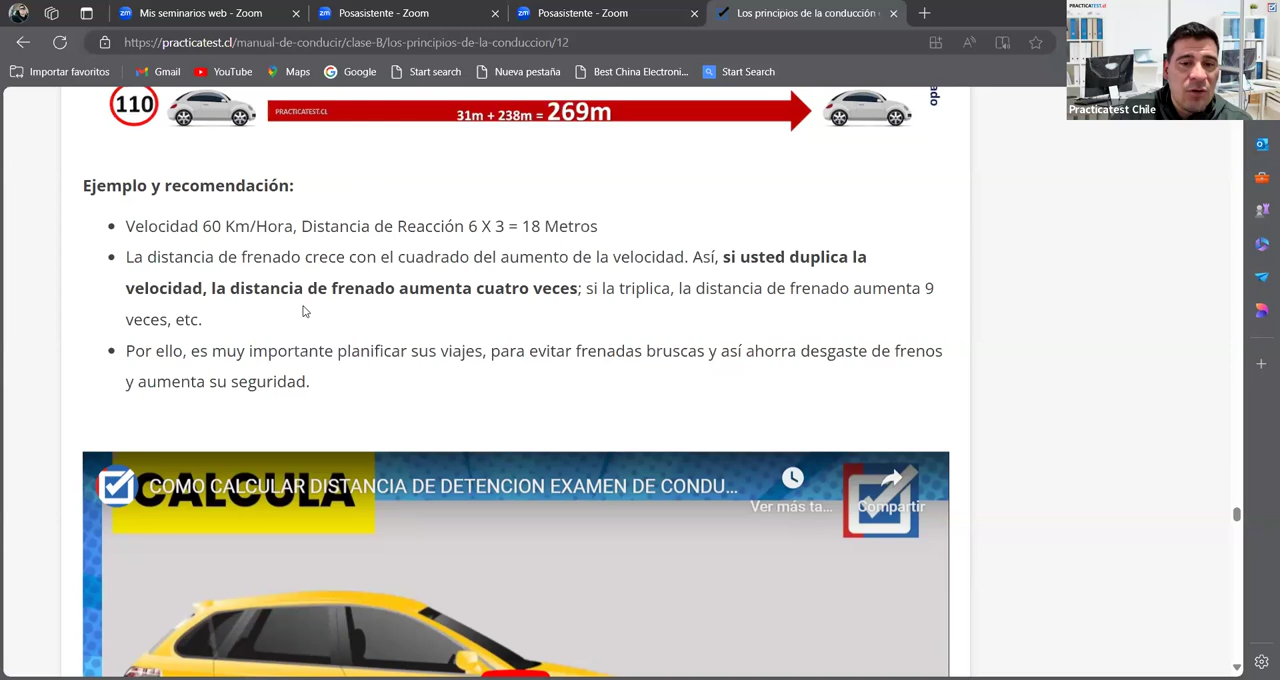 Mis seminarios web - Zoom
Posasistente - Zoom
Posasistente - Zoom
Los principios de la conducción
https://practicatest.cl/manual-de-conducir/clase-B/los-principios-de-la-conduccion/12
Importar favoritos
Gmail
YouTube
Maps
Google
Start search
Nueva pestaña
Best China Electroni...
Start Search
PRACTICATEST.cl
Practicatest Chile
110
PRACTICATEST.CL
31m + 238m = 269m
Ejemplo y recomendación:
• Velocidad 60 Km/Hora, Distancia de Reacción 6 X 3 = 18 Metros
• La distancia de frenado crece con el cuadrado del aumento de la velocidad. Así, si usted duplica la
velocidad, la distancia de frenado aumenta cuatro veces; si la triplica, la distancia de frenado aumenta 9
veces, etc.
• Por ello, es muy importante planificar sus viajes, para evitar frenadas bruscas y así ahorra desgaste de frenos
y aumenta su seguridad.
CALCULA
COMO CALCULAR DISTANCIA DE DETENCION EXAMEN DE CONDU...
Ver más ta...
Compartir